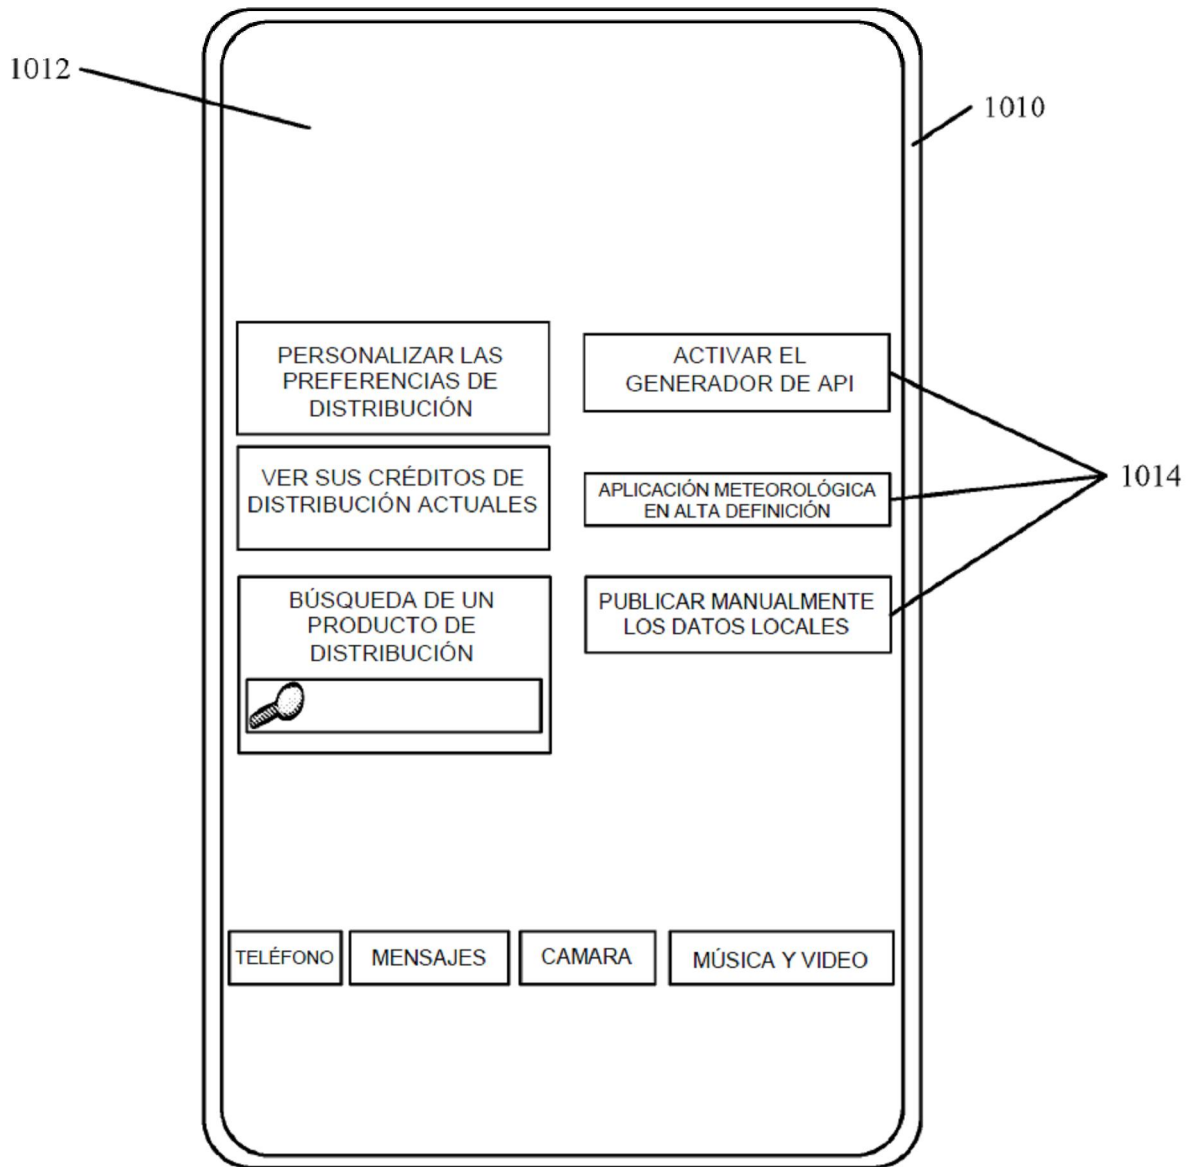 1012
1010
PERSONALIZAR LAS
PREFERENCIAS DE
DISTRIBUCIÓN
ACTIVAR EL
GENERADOR DE API
VER SUS CRÉDITOS DE
DISTRIBUCIÓN ACTUALES
APLICACIÓN METEOROLÓGICA
EN ALTA DEFINICIÓN
1014
BÚSQUEDA DE UN
PRODUCTO DE
DISTRIBUCIÓN
PUBLICAR MANUALMENTE
LOS DATOS LOCALES
TELÉFONO
MENSAJES
CAMARA
MÚSICA Y VIDEO